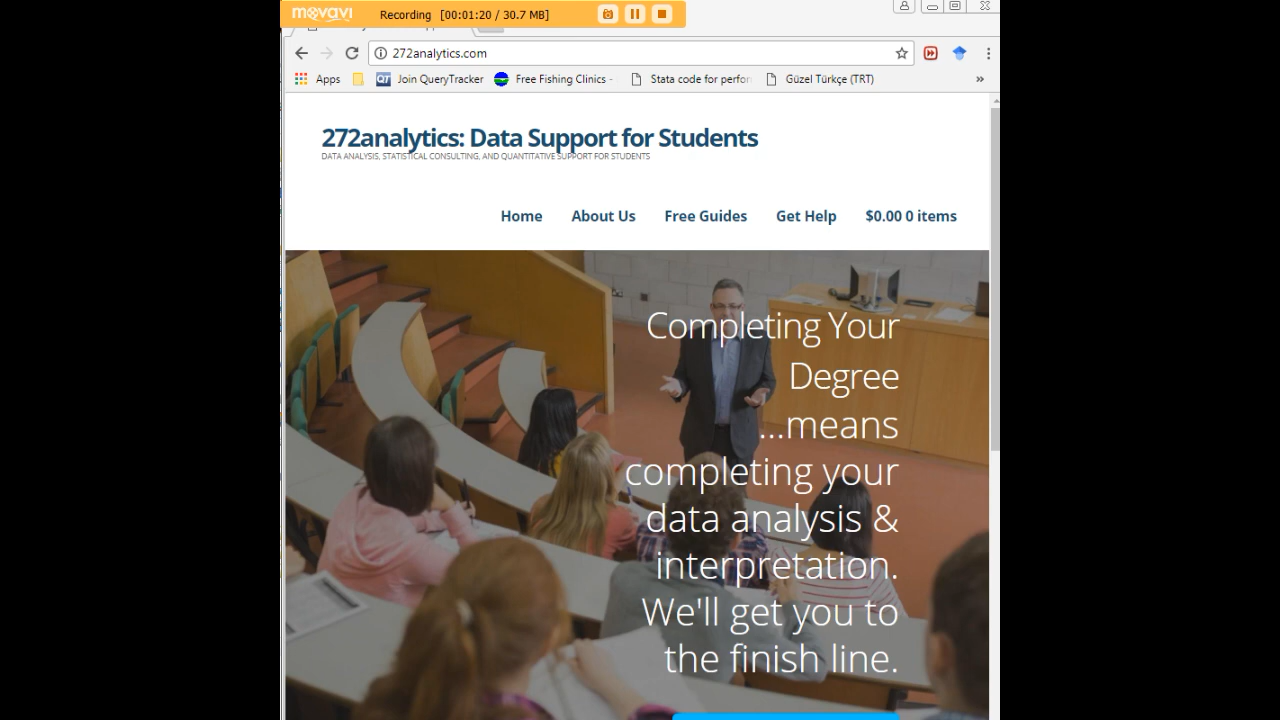 movavi
Recording [00:01:20 / 30.7 MB]
272analytics.com
Apps
QT Join QueryTracker
Free Fishing Clinics -
Stata code for perfor
Güzel Türkçe (TRT)
»
272analytics: Data Support for Students
DATA ANALYSIS, STATISTICAL CONSULTING, AND QUANTITATIVE SUPPORT FOR STUDENTS
Home
About Us
Free Guides
Get Help
$0.00 0 items
Completing Your
Degree
...means
completing your
data analysis &
interpretation.
We'll get you to
the finish line.